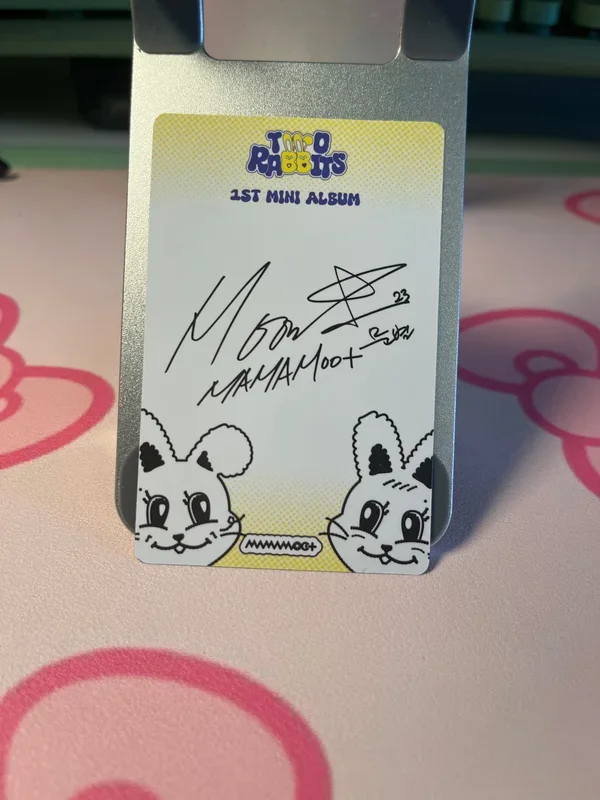 TWO
RABBITS
1ST MINI ALBUM
Moon
23
문별
MAMAMOO+
MAMAMOO+